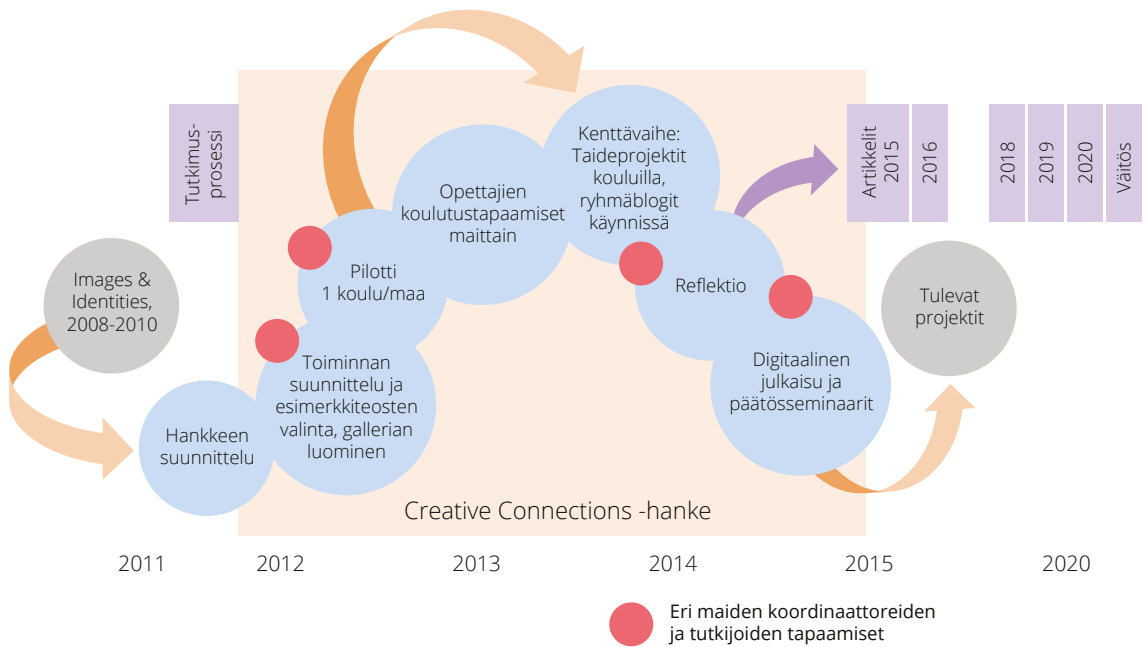 Tutkimus-
prosessi
Images &
Identities,
2008-2010
Hankkeen
suunnittelu
Toiminnan
suunnittelu ja
esimerkkiteosten
valinta, gallerian
luominen
Pilotti
1 koulu/maa
Opettajien
koulutustapaamiset
maittain
Kenttävaihe:
Taideprojektit
kouluilla,
ryhmäblogit
käynnissä
Reflektio
Digitaalinen
julkaisu ja
päätösseminaarit
Artikkelit
2015
2016
2018
2019
2020
Väitös
Tulevat
projektit
Creative Connections -hanke
2011
2012
2013
2014
2015
2020
Eri maiden koordinaattoreiden
ja tutkijoiden tapaamiset